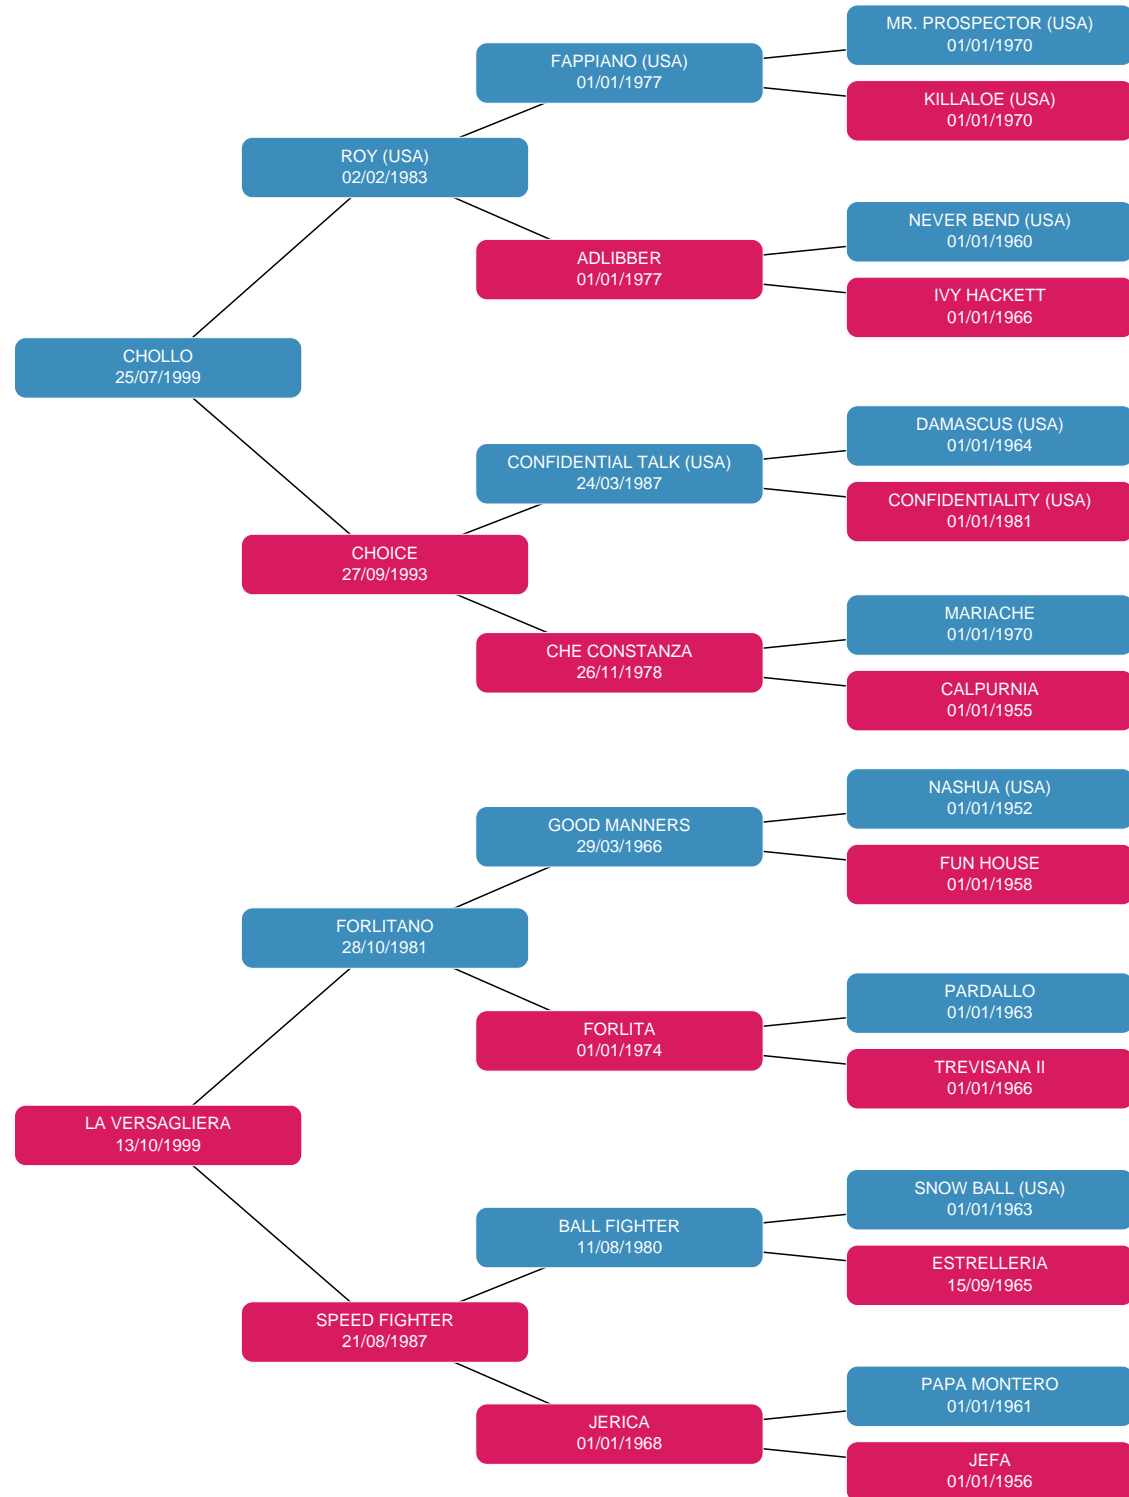 MR. PROSPECTOR (USA)
01/01/1970
FAPPIANO (USA)
01/01/1977
KILLALOE (USA)
01/01/1970
ROY (USA)
02/02/1983
NEVER BEND (USA)
01/01/1960
ADLIBBER
01/01/1977
IVY HACKETT
01/01/1966
CHOLLO
25/07/1999
DAMASCUS (USA)
01/01/1964
CONFIDENTIAL TALK (USA)
24/03/1987
CONFIDENTIALITY (USA)
01/01/1981
CHOICE
27/09/1993
MARIACHE
01/01/1970
CHE CONSTANZA
26/11/1978
CALPURNIA
01/01/1955
NASHUA (USA)
01/01/1952
GOOD MANNERS
29/03/1966
FUN HOUSE
01/01/1958
FORLITANO
28/10/1981
PARDALLO
01/01/1963
FORLITA
01/01/1974
TREVISANA II
01/01/1966
LA VERSAGLIERA
13/10/1999
SNOW BALL (USA)
01/01/1963
BALL FIGHTER
11/08/1980
ESTRELLERIA
15/09/1965
SPEED FIGHTER
21/08/1987
PAPA MONTERO
01/01/1961
JERICA
01/01/1968
JEFA
01/01/1956